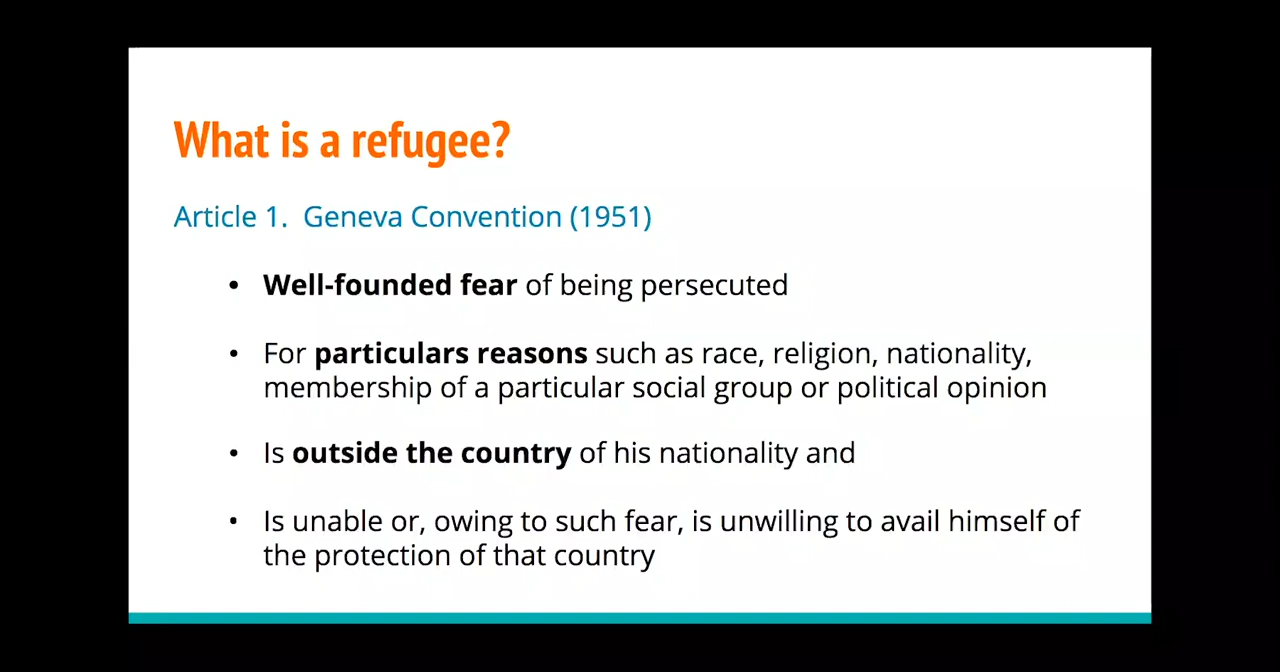 What is a refugee?
Article 1.  Geneva Convention (1951)
• Well-founded fear of being persecuted
• For particulars reasons such as race, religion, nationality,
membership of a particular social group or political opinion
• Is outside the country of his nationality and
• Is unable or, owing to such fear, is unwilling to avail himself of
the protection of that country